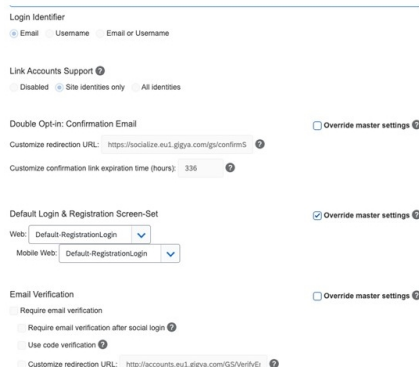 Login Identifier
Email Username Email or Username
Link Accounts Support ?
Disabled Site identities only All identities
Double Opt-in: Confirmation Email Override master settings ?
Customize redirection URL: https://socialize.eu1.gigya.com/gs/confirmS ?
Customize confirmation link expiration time (hours): 336 ?
Default Login & Registration Screen-Set Override master settings ?
Web: Default-RegistrationLogin
Mobile Web: Default-RegistrationLogin
Email Verification Override master settings ?
Require email verification
Require email verification after social login ?
Use code verification ?
Customize redirection URL: http://accounts.eu1.gigya.com/GS/VerifyE ?